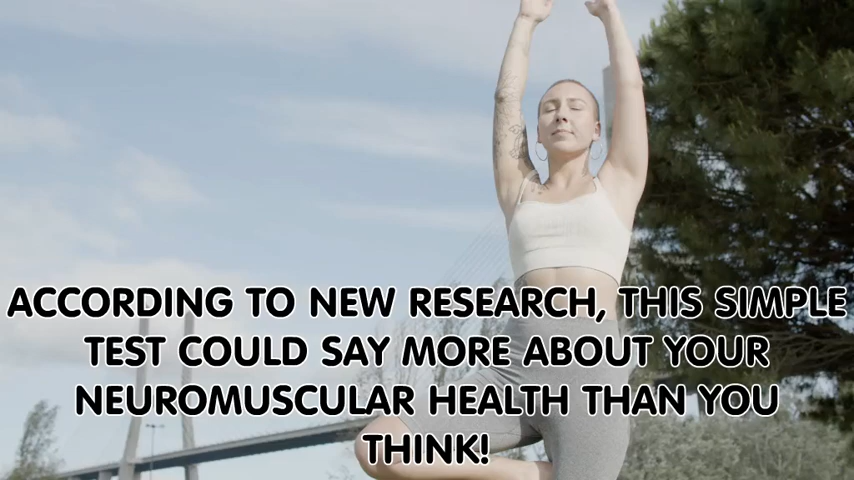 ACCORDING TO NEW RESEARCH, THIS SIMPLE
TEST COULD SAY MORE ABOUT YOUR
NEUROMUSCULAR HEALTH THAN YOU
THINK!